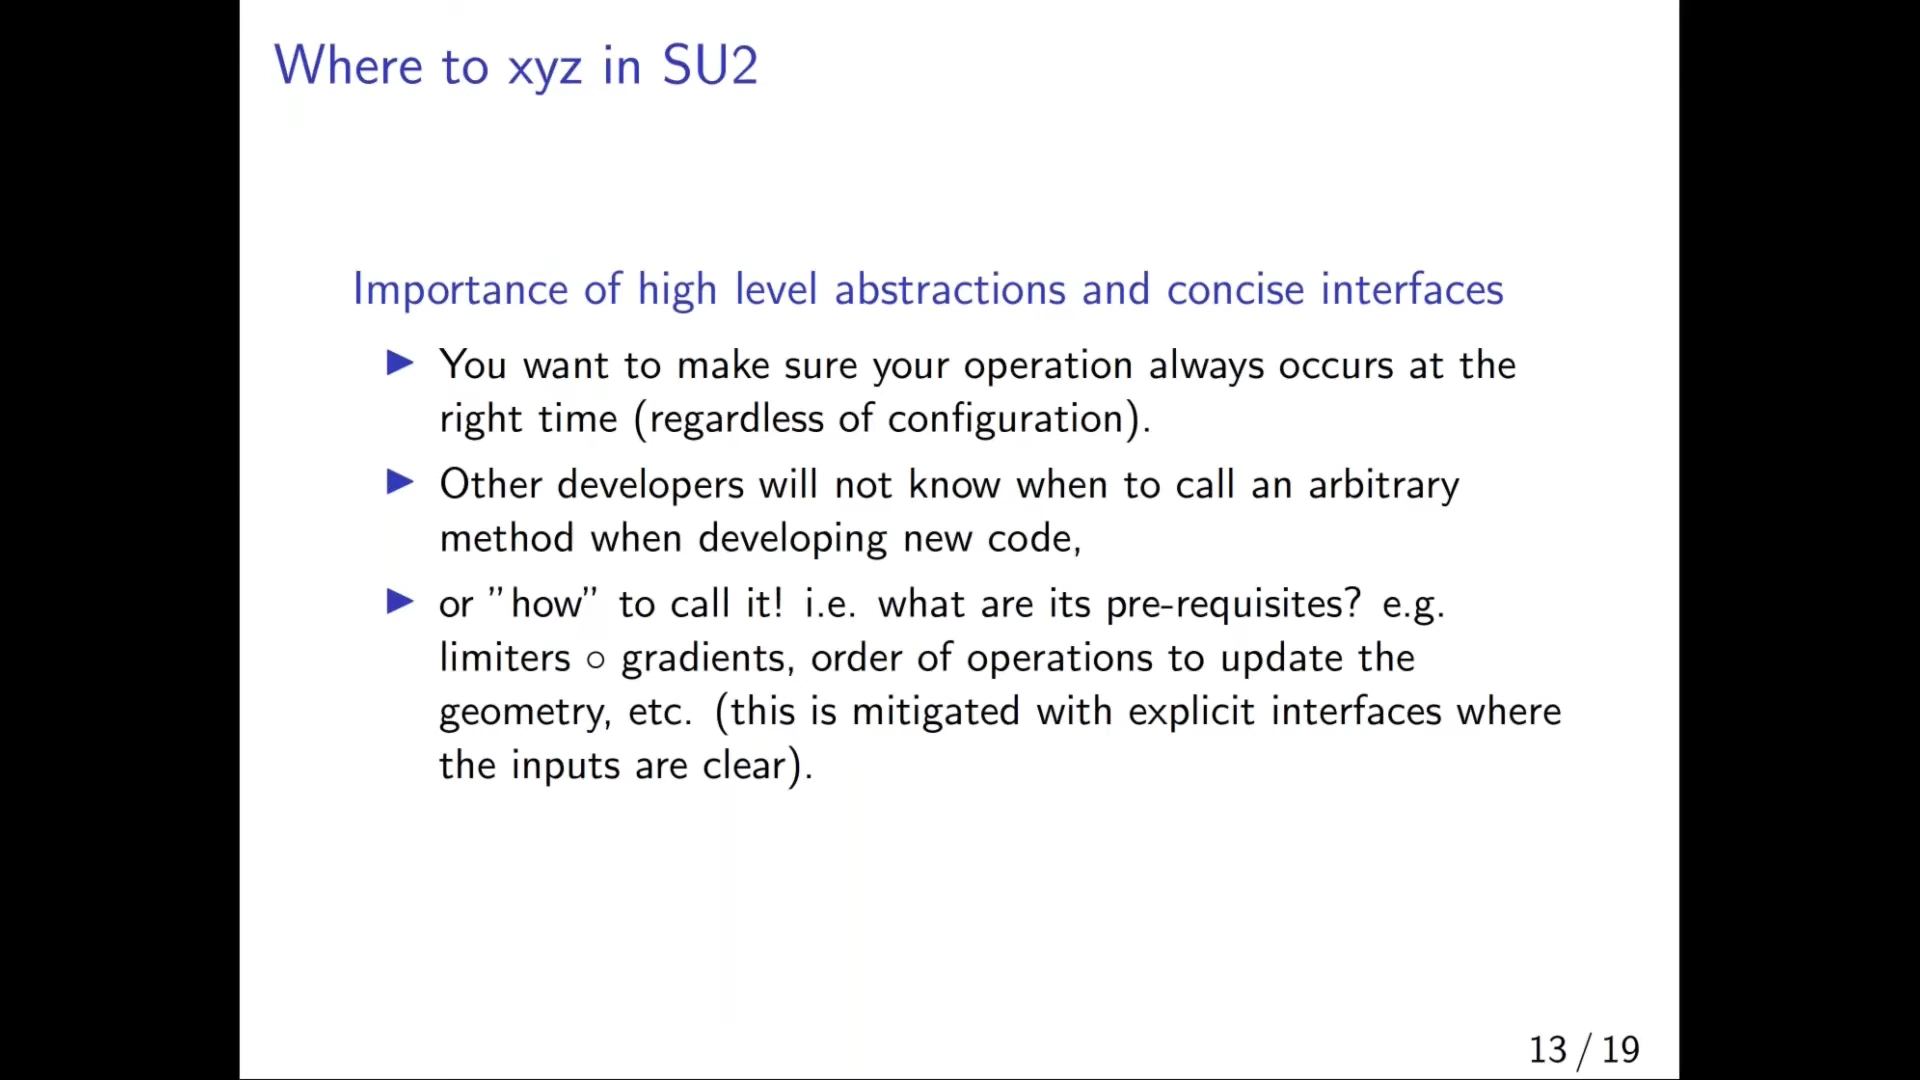 Where to xyz in SU2
Importance of high level abstractions and concise interfaces
▶ You want to make sure your operation always occurs at the
right time (regardless of configuration).
▶ Other developers will not know when to call an arbitrary
method when developing new code,
▶ or ”how” to call it! i.e. what are its pre-requisites? e.g.
limiters ○ gradients, order of operations to update the
geometry, etc. (this is mitigated with explicit interfaces where
the inputs are clear).
13 / 19